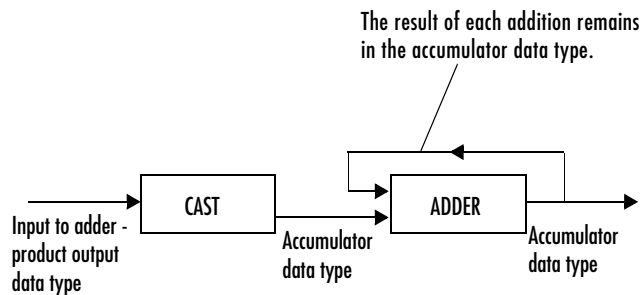 The result of each addition remains
in the accumulator data type.
CAST
ADDER
Input to adder -
product output
data type
Accumulator
data type
Accumulator
data type